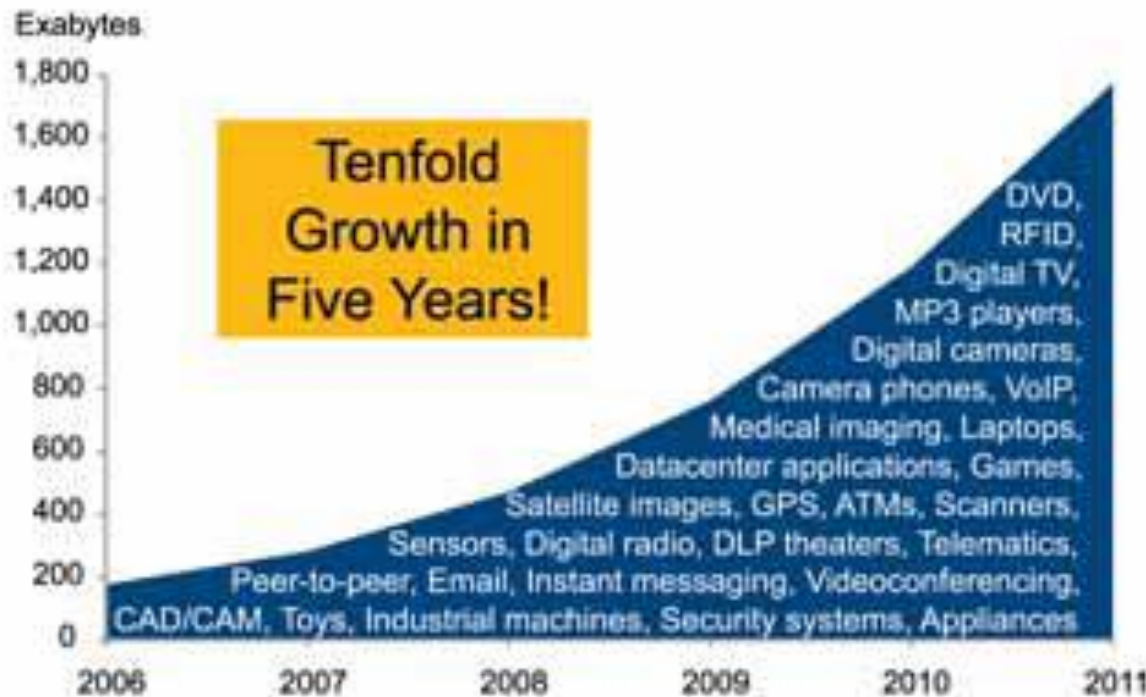 Exabytes
1,800
1,600
1,400
1,200
1,000
800
600
400
200
0
Tenfold
Growth in
Five Years!
DVD,
RFID,
Digital TV,
MP3 players,
Digital cameras,
Camera phones, VoIP,
Medical imaging, Laptops,
Datacenter applications, Games,
Satellite images, GPS, ATMs, Scanners,
Sensors, Digital radio, DLP theaters, Telematics,
Peer-to-peer, Email, Instant messaging, Videoconferencing,
CAD/CAM, Toys, Industrial machines, Security systems, Appliances
2006 2007 2008 2009 2010 2011